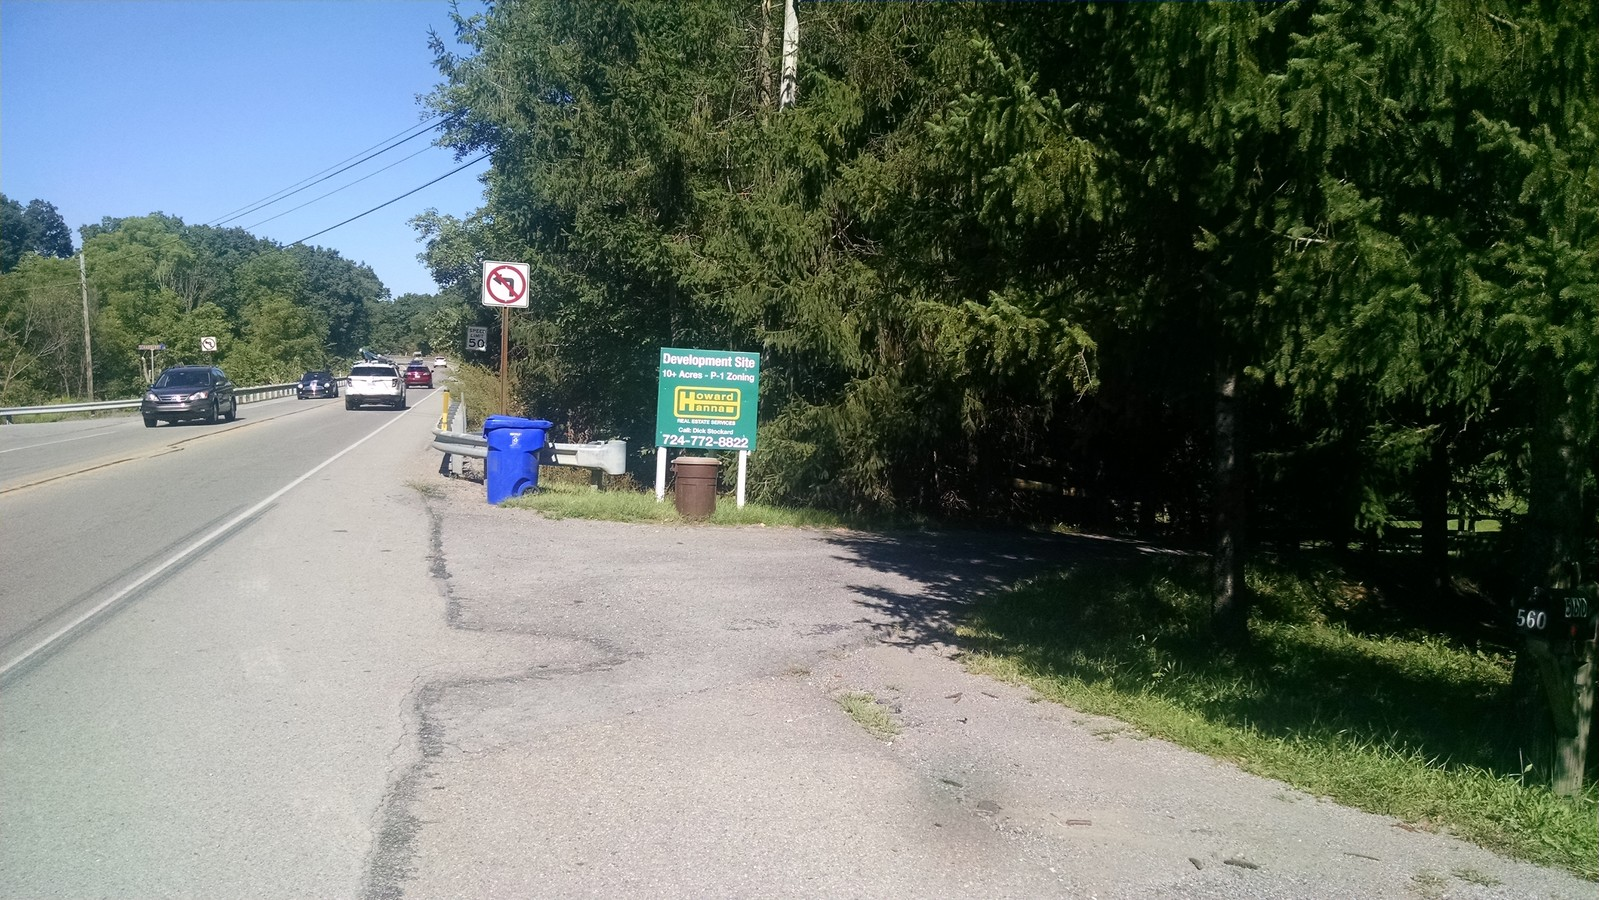 SPEED
LIMIT
50
Development Site
10+ Acres - P-1 Zoning
Howard
Hanna
REAL ESTATE SERVICES
Call: Dick Stockard
724-772-8822
560